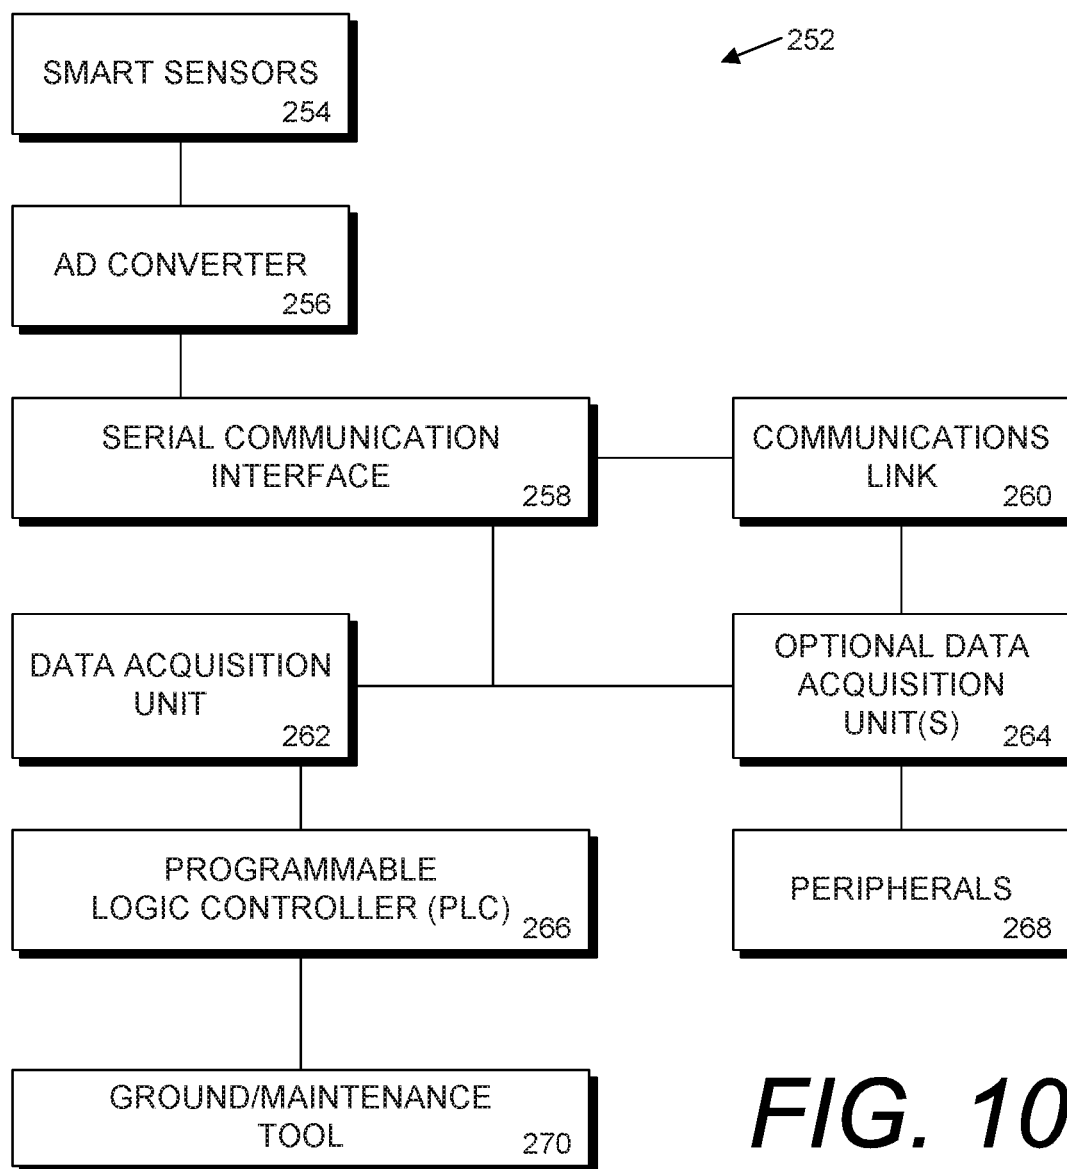 252
SMART SENSORS
254
AD CONVERTER
256
SERIAL COMMUNICATION
INTERFACE
258
COMMUNICATIONS
LINK
260
DATA ACQUISITION
UNIT
262
OPTIONAL DATA
ACQUISITION
UNIT(S)
264
PROGRAMMABLE
LOGIC CONTROLLER (PLC)
266
PERIPHERALS
268
GROUND/MAINTENANCE
TOOL
270
FIG. 10